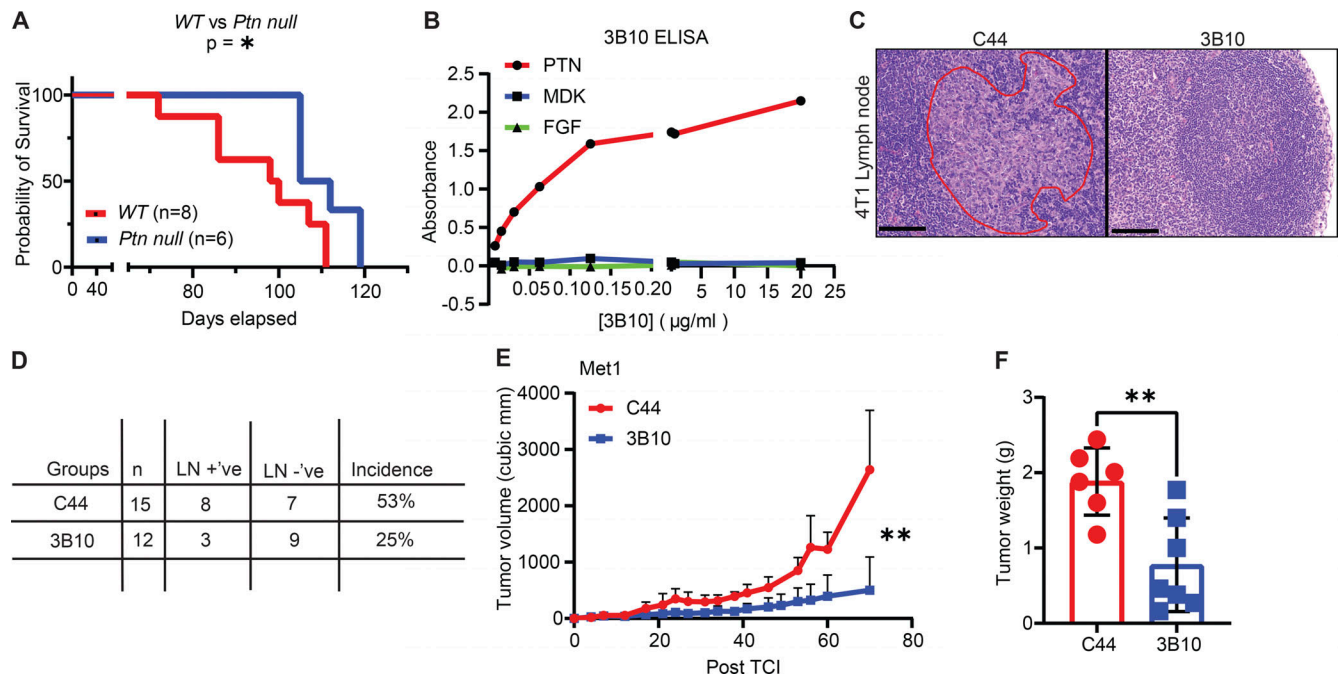 A
WT vs Ptn null
p = *
Probability of Survival
100
50
0
WT (n=8)
Ptn null (n=6)
0 40 80 100 120
Days elapsed
B
3B10 ELISA
Absorbance
2.5
2.0
1.5
1.0
0.5
0.0
-0.5
PTN
MDK
FGF
0.05 0.10 0.15 0.20 5 10 15 20 25
[3B10] ( µg/ml )
C
C44 3B10
4T1 Lymph node
D
Groups n LN +'ve LN -'ve Incidence
C44 15 8 7 53%
3B10 12 3 9 25%
E
Met1
Tumor volume (cubic mm)
4000
3000
2000
1000
0
C44
3B10
**
0 20 40 60 80
Post TCI
F
**
Tumor weight (g)
3
2
1
0
C44 3B10